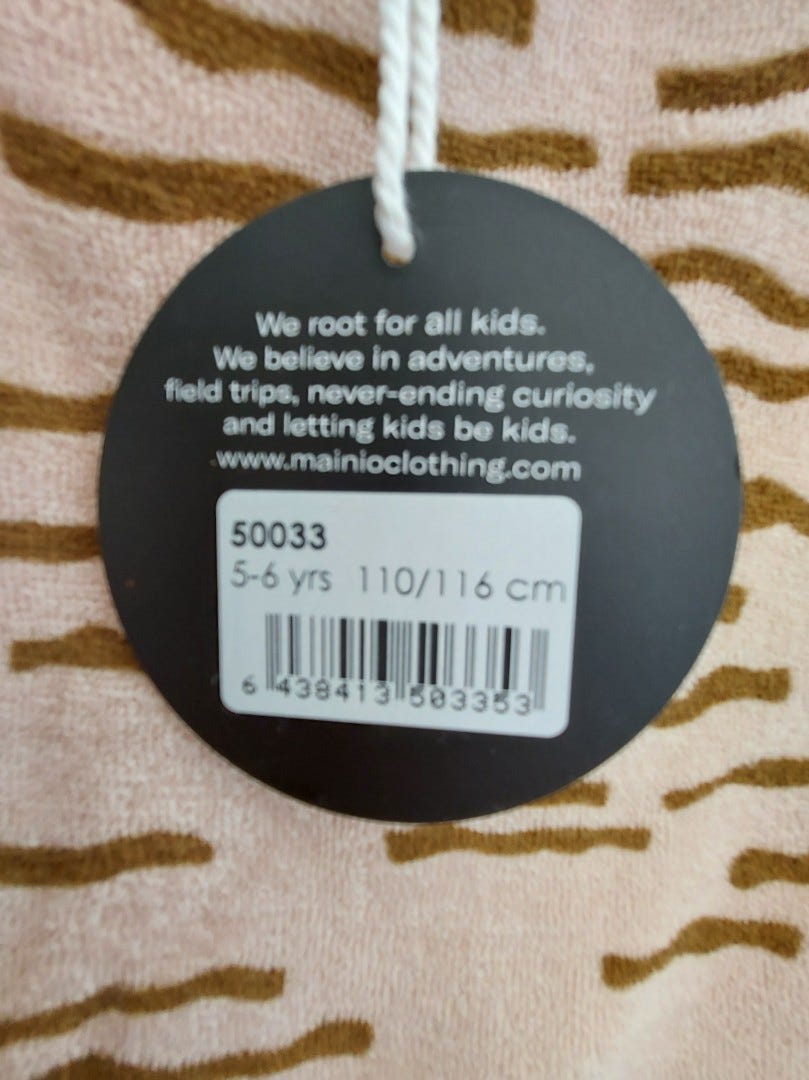 We root for all kids.
We believe in adventures,
field trips, never-ending curiosity
and letting kids be kids.
www.mainioclothing.com
50033
5-6 yrs 110/116 cm
6 438413 503353